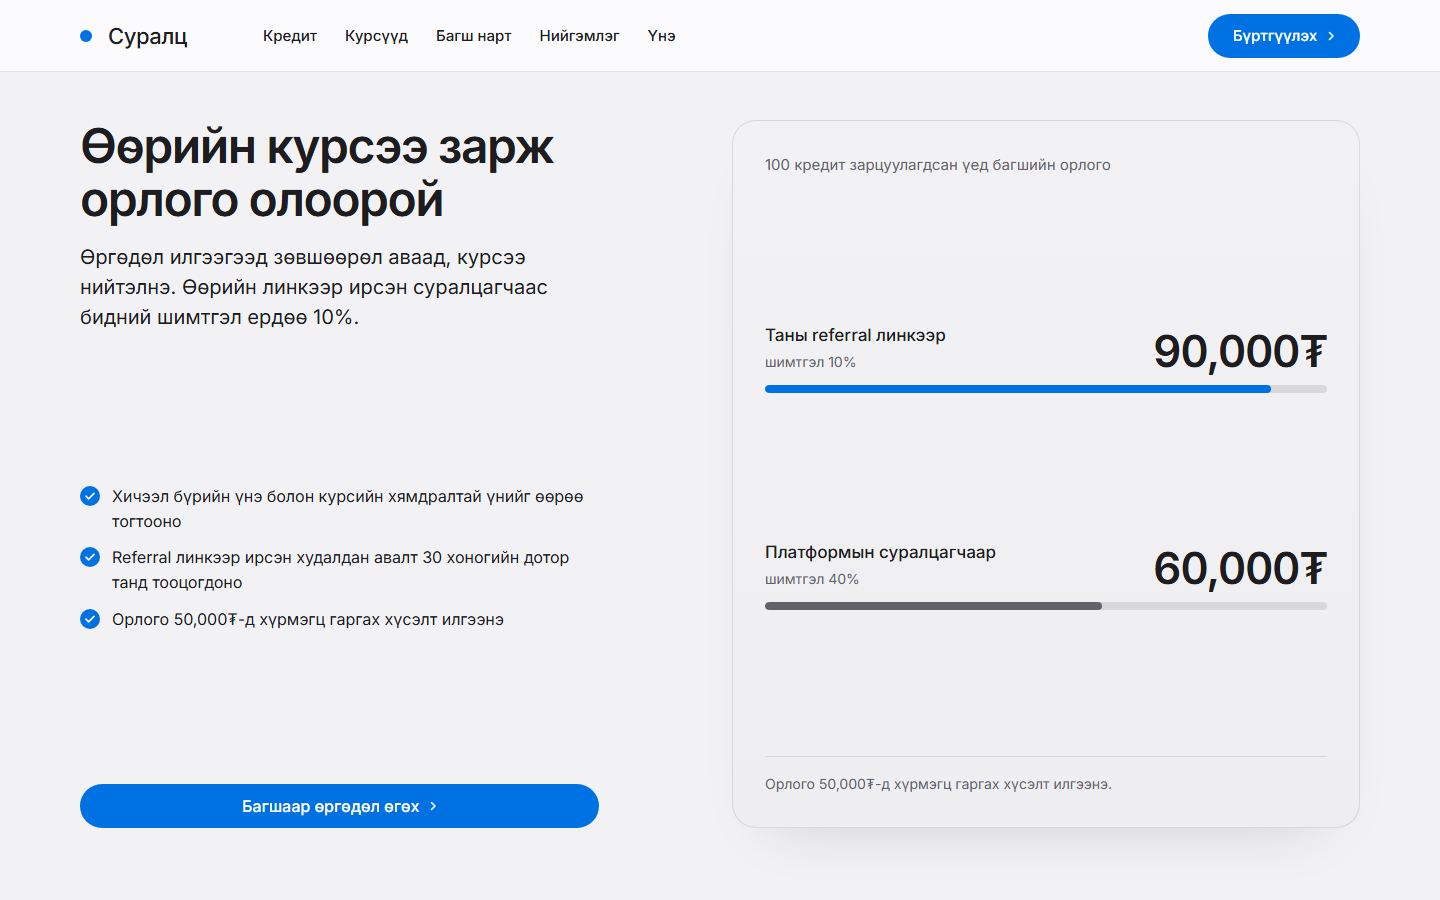 Суралц
Кредит
Курсүүд
Багш нарт
Нийгэмлэг
Үнэ
Бүртгүүлэх
Өөрийн курсээ зарж
орлого олоорой
Өргөдөл илгээгээд зөвшөөрөл аваад, курсээ
нийтэлнэ. Өөрийн линкээр ирсэн суралцагчаас
бидний шимтгэл ердөө 10%.
Хичээл бүрийн үнэ болон курсийн хямдралтай үнийг өөрөө
тогтооно
Referral линкээр ирсэн худалдан авалт 30 хоногийн дотор
танд тооцогдоно
Орлого 50,000₮-д хүрмэгц гаргах хүсэлт илгээнэ
Багшаар өргөдөл өгөх
100 кредит зарцуулагдсан үед багшийн орлого
Таны referral линкээр
шимтгэл 10%
90,000₮
Платформын суралцагчаар
шимтгэл 40%
60,000₮
Орлого 50,000₮-д хүрмэгц гаргах хүсэлт илгээнэ.